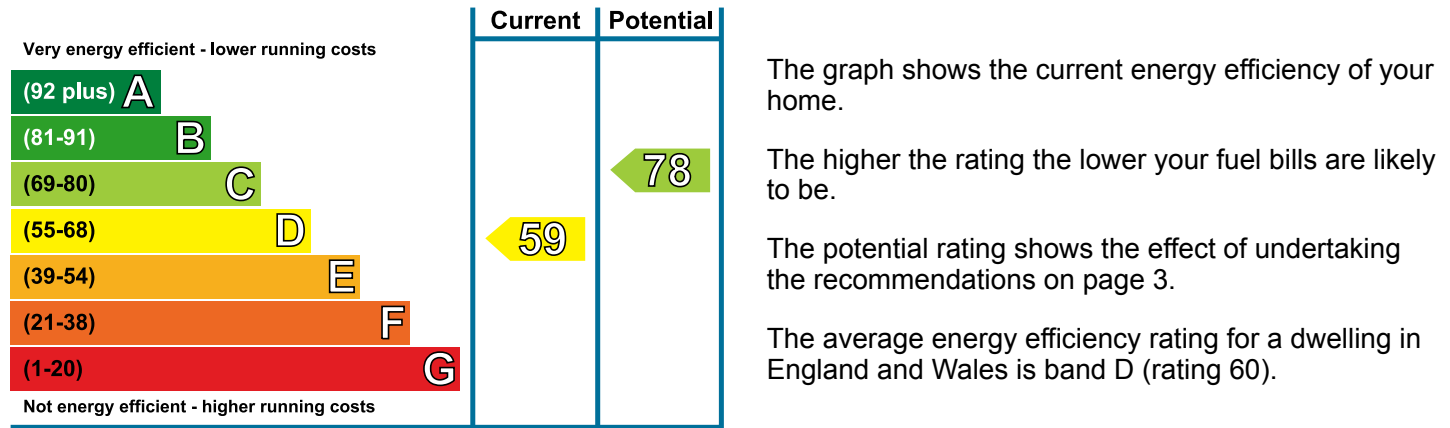 Current Potential
Very energy efficient - lower running costs
(92 plus) A
(81-91) B
(69-80) C
78
(55-68) D
59
(39-54) E
(21-38) F
(1-20) G
Not energy efficient - higher running costs
The graph shows the current energy efficiency of your
home.
The higher the rating the lower your fuel bills are likely
to be.
The potential rating shows the effect of undertaking
the recommendations on page 3.
The average energy efficiency rating for a dwelling in
England and Wales is band D (rating 60).